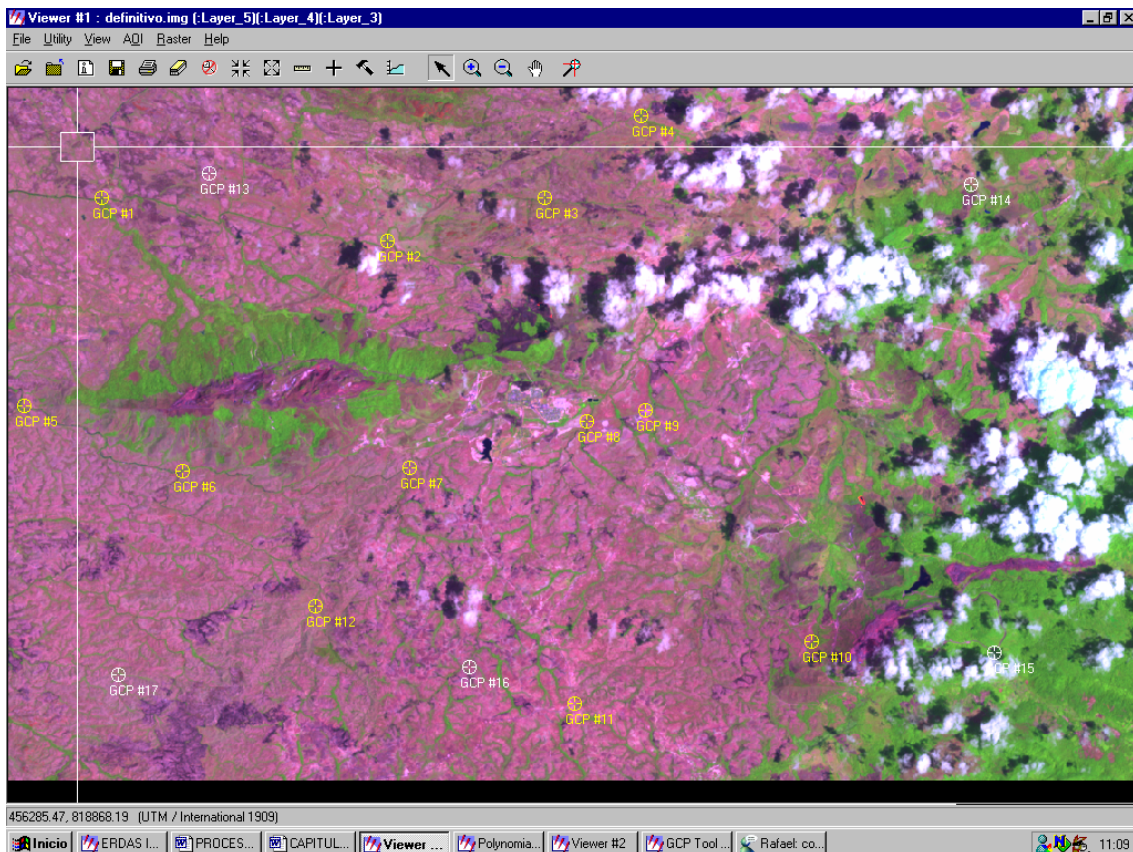 Viewer #1 : definitivo.img (:Layer_5)(:Layer_4)(:Layer_3)
File Utility View AOI Raster Help
GCP #4
GCP #13
GCP #14
GCP #1
GCP #3
GCP #2
GCP #5
GCP #9
GCP #8
GCP #7
GCP #6
GCP #12
GCP #10
GCP #15
GCP #16
GCP #17
GCP #11
456285.47, 818868.19 (UTM / International 1909)
Inicio ERDAS I... PROCES... CAPITUL... Viewer ... Polynomia... Viewer #2 GCP Tool ... Rafael: co... 11:09